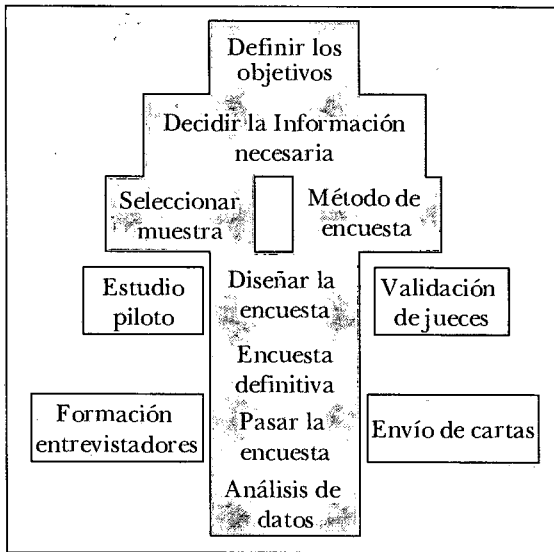 Definir los
objetivos
Decidir la Información
necesaria
Seleccionar
muestra
Método de
encuesta
Estudio
piloto
Diseñar la
encuesta
Validación
de jueces
Encuesta
definitiva
Formación
entrevistadores
Pasar la
encuesta
Envío de cartas
Análisis de
datos